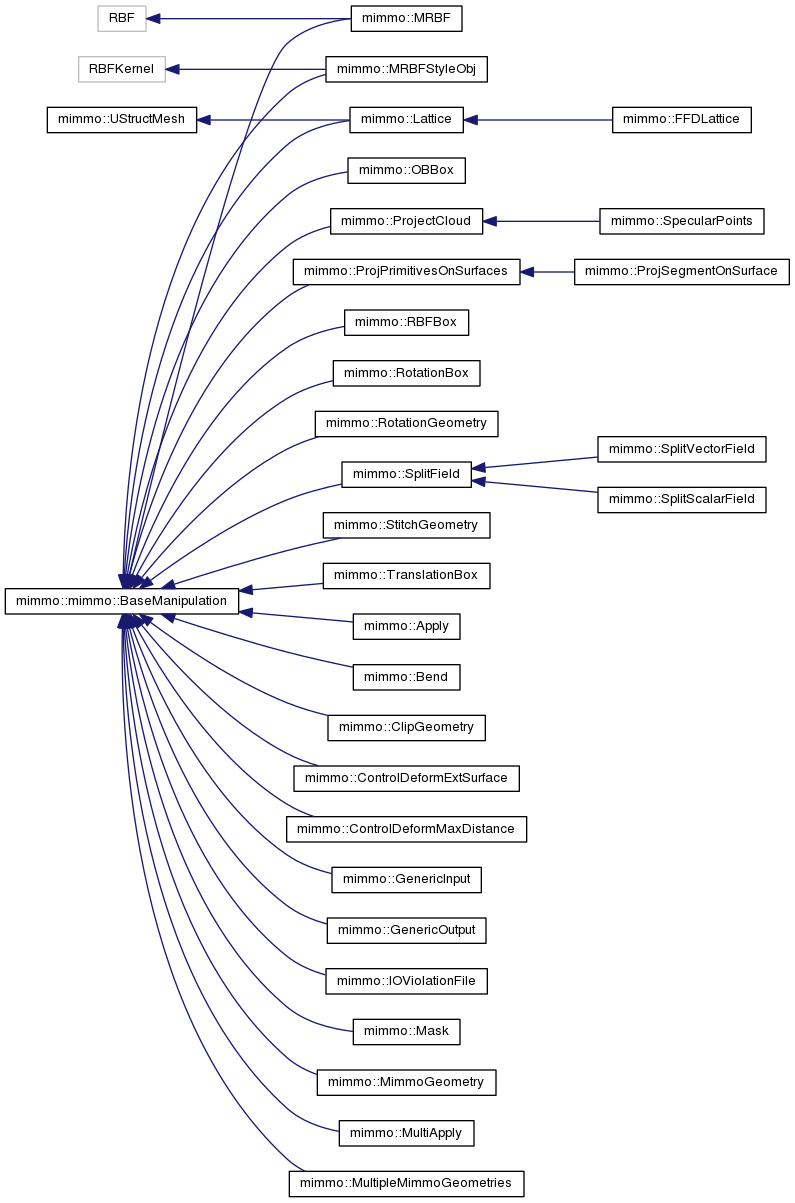 RBF
mimmo::MRBF
RBFKernel
mimmo::MRBFStyleObj
mimmo::UStructMesh
mimmo::Lattice
mimmo::FFDLattice
mimmo::OBBox
mimmo::ProjectCloud
mimmo::SpecularPoints
mimmo::ProjPrimitivesOnSurfaces
mimmo::ProjSegmentOnSurface
mimmo::RBFBox
mimmo::RotationBox
mimmo::RotationGeometry
mimmo::SplitVectorField
mimmo::SplitField
mimmo::SplitScalarField
mimmo::StitchGeometry
mimmo::TranslationBox
mimmo::mimmo::BaseManipulation
mimmo::Apply
mimmo::Bend
mimmo::ClipGeometry
mimmo::ControlDeformExtSurface
mimmo::ControlDeformMaxDistance
mimmo::GenericInput
mimmo::GenericOutput
mimmo::IOViolationFile
mimmo::Mask
mimmo::MimmoGeometry
mimmo::MultiApply
mimmo::MultipleMimmoGeometries